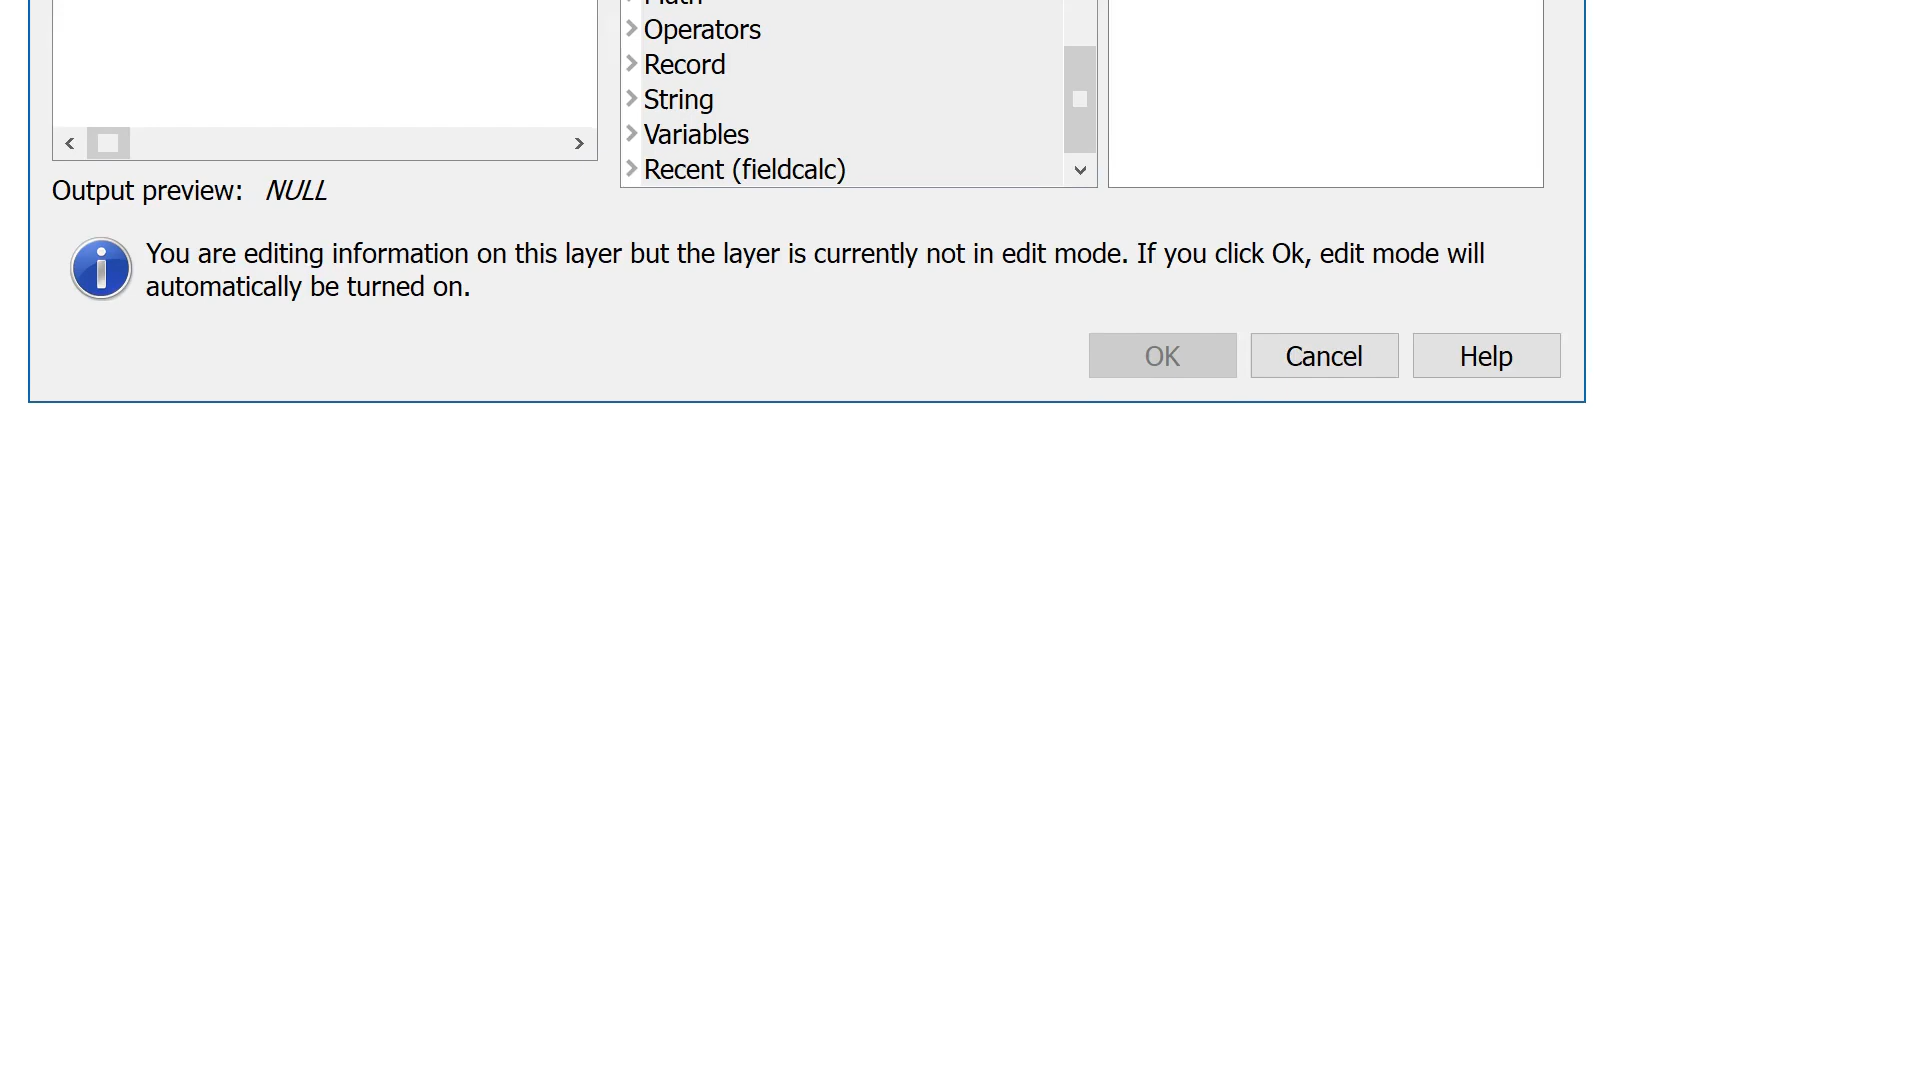 Operators
Record
String
Variables
Recent (fieldcalc)
Output preview: NULL
You are editing information on this layer but the layer is currently not in edit mode. If you click Ok, edit mode will
automatically be turned on.
OK Cancel Help